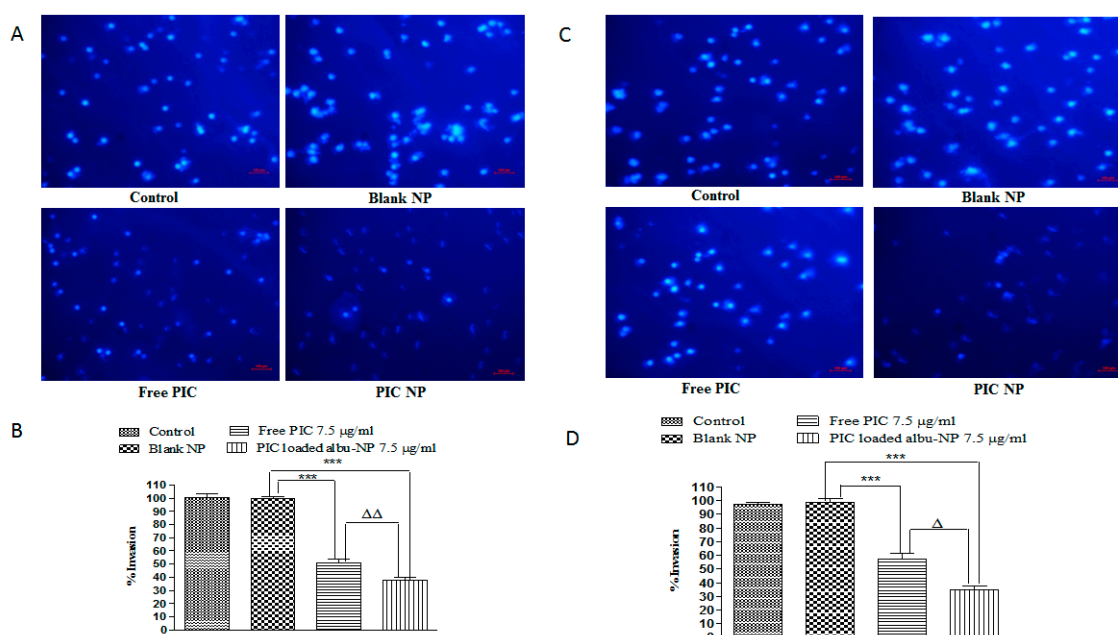 A
Control
Blank NP
Free PIC
PIC NP
B
Control
Free PIC 7.5 µg/ml
Blank NP
PIC loaded albu-NP 7.5 µg/ml
***
***
ΔΔ
% Invasion
110
100
90
80
70
60
50
40
30
20
10
0
C
Control
Blank NP
Free PIC
PIC NP
D
Control
Free PIC 7.5 µg/ml
Blank NP
PIC loaded albu-NP 7.5 µg/ml
***
***
Δ
% Invasion
110
100
90
80
70
60
50
40
30
20
10
0